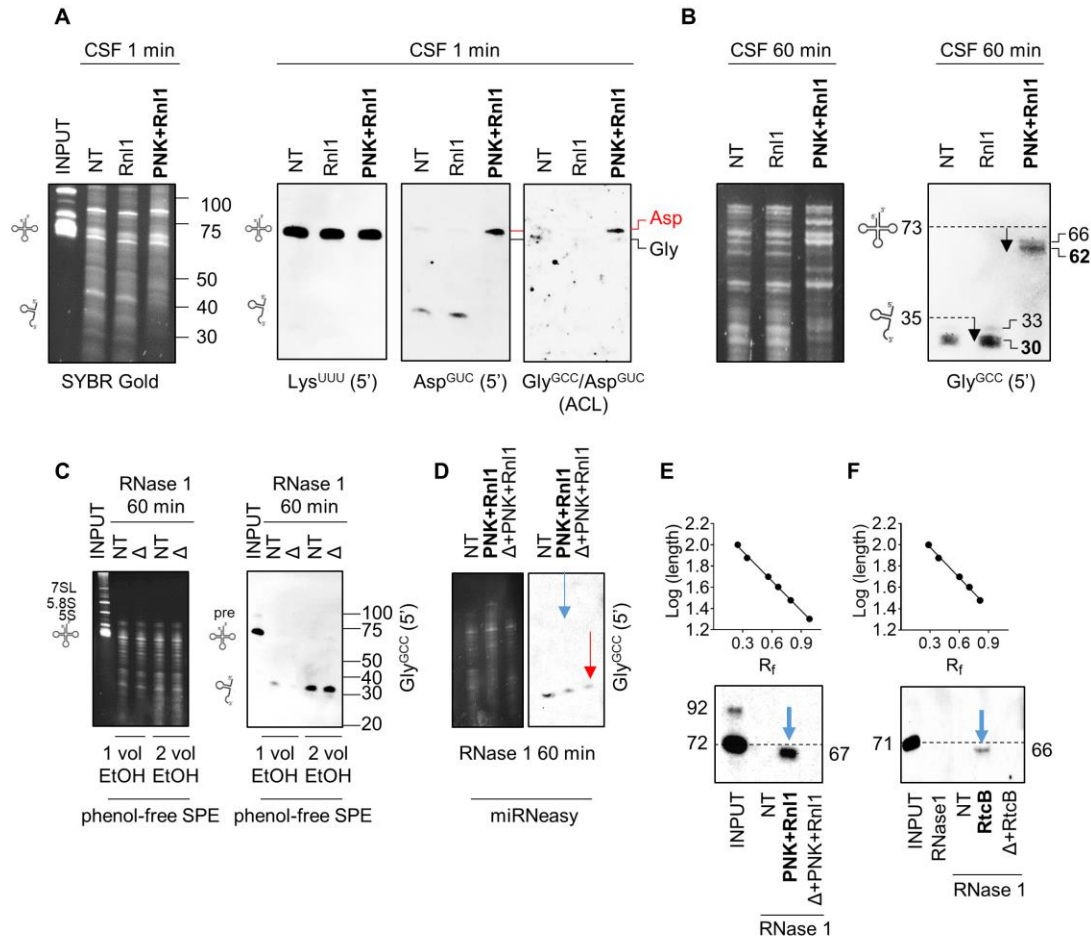 A
CSF 1 min
CSF 1 min
INPUT
NT
Rnl1
PNK+Rnl1
NT
Rnl1
PNK+Rnl1
NT
Rnl1
PNK+Rnl1
NT
Rnl1
PNK+Rnl1
100
75
50
40
30
Asp
Gly
SYBR Gold
Lys^UUU (5')
Asp^GUC (5')
Gly^GCC/Asp^GUC
(ACL)
B
CSF 60 min
CSF 60 min
NT
Rnl1
PNK+Rnl1
NT
Rnl1
PNK+Rnl1
73
66
62
35
33
30
Gly^GCC (5')
C
RNase 1
60 min
RNase 1
60 min
INPUT
NT
Δ
NT
Δ
INPUT
NT
Δ
NT
Δ
7SL
5.8S
5S
pre
100
75
50
40
30
20
Gly^GCC (5')
1 vol
EtOH
2 vol
EtOH
1 vol
EtOH
2 vol
EtOH
phenol-free SPE
phenol-free SPE
D
NT
PNK+Rnl1
Δ+PNK+Rnl1
NT
PNK+Rnl1
Δ+PNK+Rnl1
Gly^GCC (5')
RNase 1 60 min
miRNeasy
E
Log (length)
2.2
2.0
1.8
1.6
1.4
1.2
0.3 0.6 0.9
R_f
92
72
67
INPUT
NT
PNK+Rnl1
Δ+PNK+Rnl1
RNase 1
F
Log (length)
2.2
2.0
1.8
1.6
1.4
1.2
0.3 0.6 0.9
R_f
71
66
INPUT
RNase1
NT
RtcB
Δ+RtcB
RNase 1